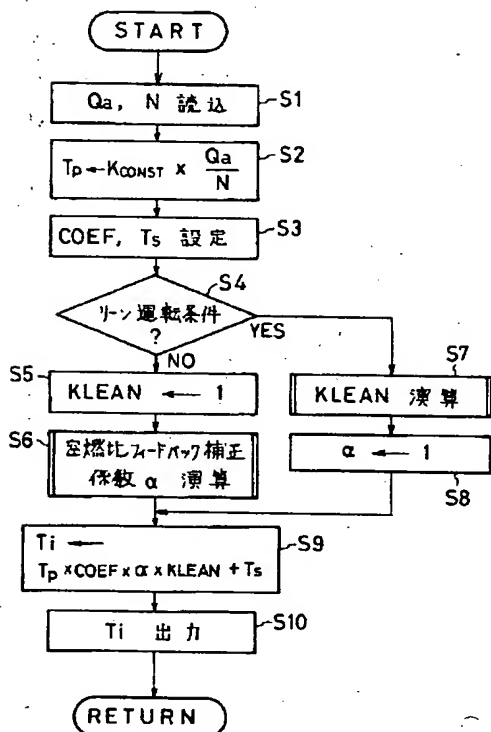 START
Qa, N 読込
S1
Tp ← KCONST × Qa/N
S2
COEF, Ts 設定
S3
S4
リーン運転条件
?
YES
NO
S5
KLEAN ← 1
S7
KLEAN 演算
S6
空燃比フィードバック補正
係数 α 演算
α ← 1
S8
Ti ←
Tp × COEF × α × KLEAN + Ts
S9
Ti 出力
S10
RETURN